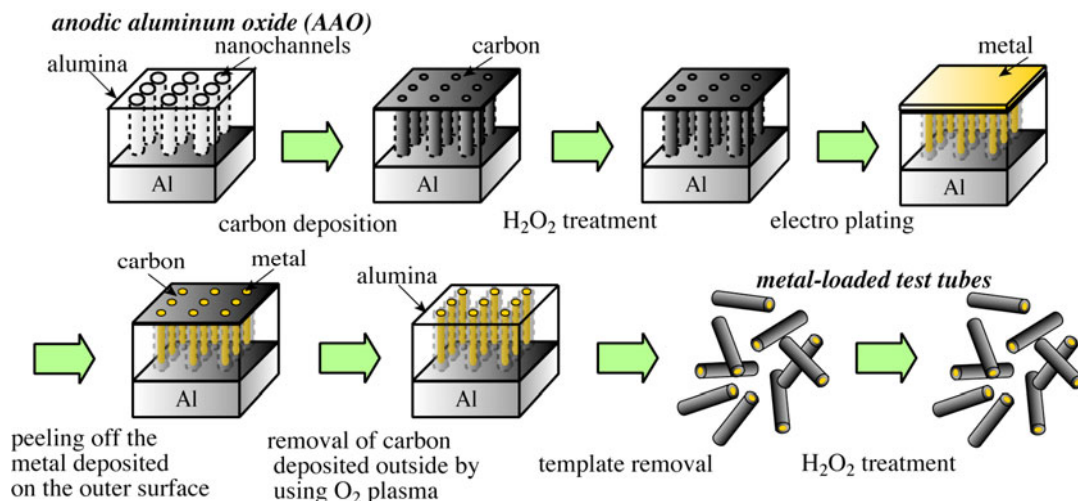 anodic aluminum oxide (AAO)
nanochannels
alumina
carbon
metal
Al
Al
Al
Al
carbon deposition
H₂O₂ treatment
electro plating
carbon
metal
alumina
metal-loaded test tubes
Al
Al
peeling off the
metal deposited
on the outer surface
removal of carbon
deposited outside by
using O₂ plasma
template removal
H₂O₂ treatment